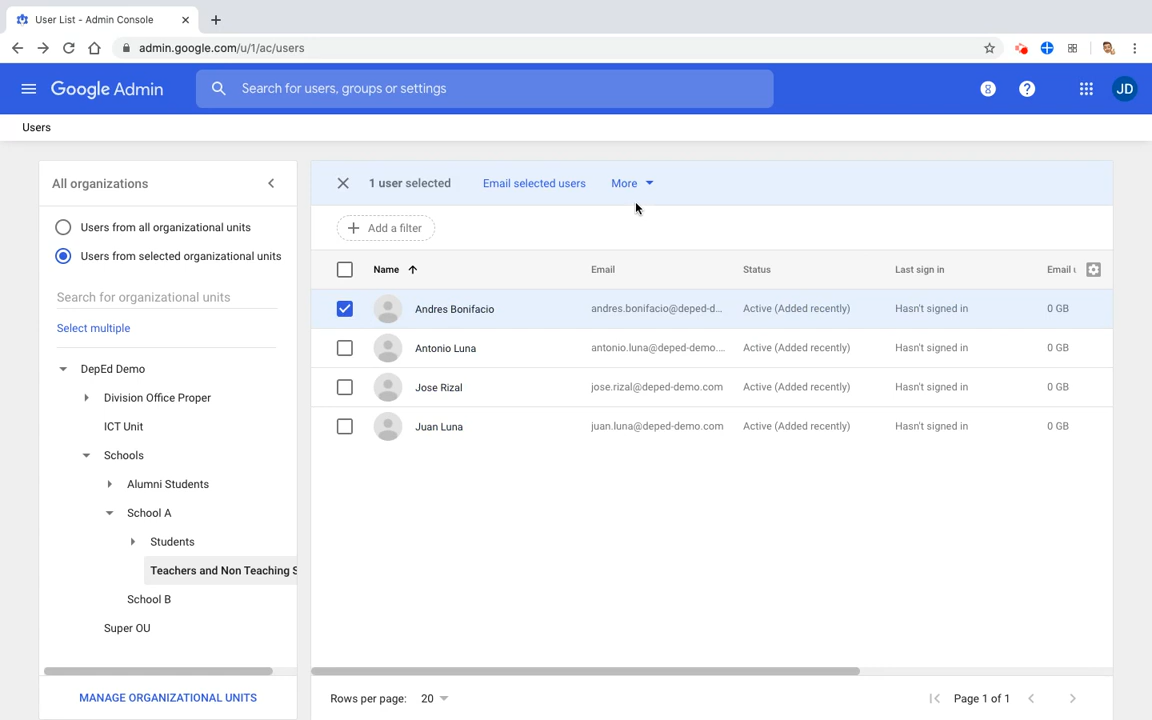 User List - Admin Console
admin.google.com/u/1/ac/users
Google Admin
Search for users, groups or settings
JD
Users
All organizations
Users from all organizational units
Users from selected organizational units
Search for organizational units
Select multiple
DepEd Demo
Division Office Proper
ICT Unit
Schools
Alumni Students
School A
Students
Teachers and Non Teaching S
School B
Super OU
MANAGE ORGANIZATIONAL UNITS
1 user selected Email selected users More
Add a filter
Name Email Status Last sign in Email u
Andres Bonifacio andres.bonifacio@deped-d... Active (Added recently) Hasn't signed in 0 GB
Antonio Luna antonio.luna@deped-demo.... Active (Added recently) Hasn't signed in 0 GB
Jose Rizal jose.rizal@deped-demo.com Active (Added recently) Hasn't signed in 0 GB
Juan Luna juan.luna@deped-demo.com Active (Added recently) Hasn't signed in 0 GB
Rows per page: 20 Page 1 of 1